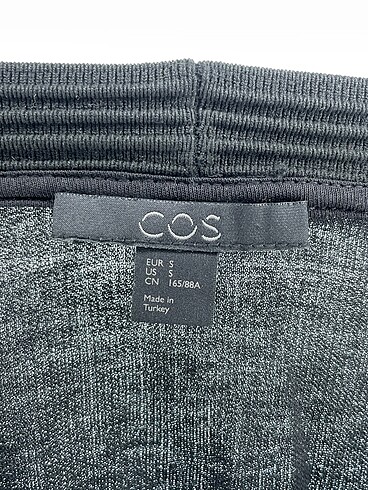 COS
EUR S
US S
CN 165/88A
Made in
Turkey